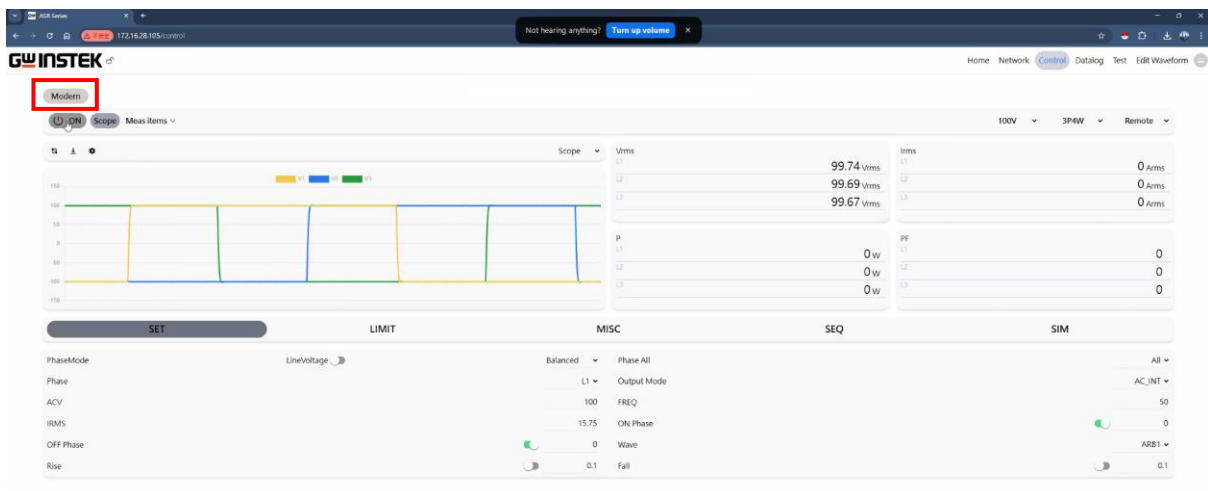 ASR Series
Not hearing anything? Turn up volume
不安全 172.16.28.105/control
GWINSTEK
Home Network Control Datalog Test Edit Waveform
Modern
ON Scope Meas items
100V 3P4W Remote
Scope
V1 V2 V3
150
100
50
0
-50
-100
-150
Vrms
L1 99.74 Vrms
L2 99.69 Vrms
L3 99.67 Vrms
Irms
L1 0 Arms
L2 0 Arms
L3 0 Arms
P
L1 0 W
L2 0 W
L3 0 W
PF
L1 0
L2 0
L3 0
SET LIMIT MISC SEQ SIM
PhaseMode LineVoltage Balanced Phase All All
Phase L1 Output Mode AC_INT
ACV 100 FREQ 50
IRMS 15.75 ON Phase 0
OFF Phase 0 Wave ARB1
Rise 0.1 Fall 0.1